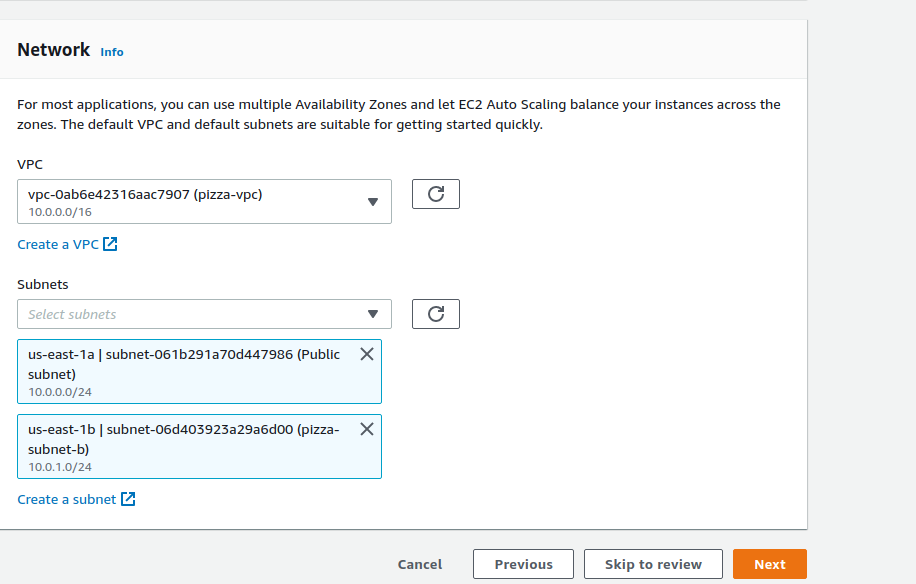 Network Info
For most applications, you can use multiple Availability Zones and let EC2 Auto Scaling balance your instances across the
zones. The default VPC and default subnets are suitable for getting started quickly.
VPC
vpc-0ab6e42316aac7907 (pizza-vpc)
10.0.0.0/16
Create a VPC
Subnets
Select subnets
us-east-1a | subnet-061b291a70d447986 (Public
subnet)
10.0.0.0/24
us-east-1b | subnet-06d403923a29a6d00 (pizza-
subnet-b)
10.0.1.0/24
Create a subnet
Cancel Previous Skip to review Next